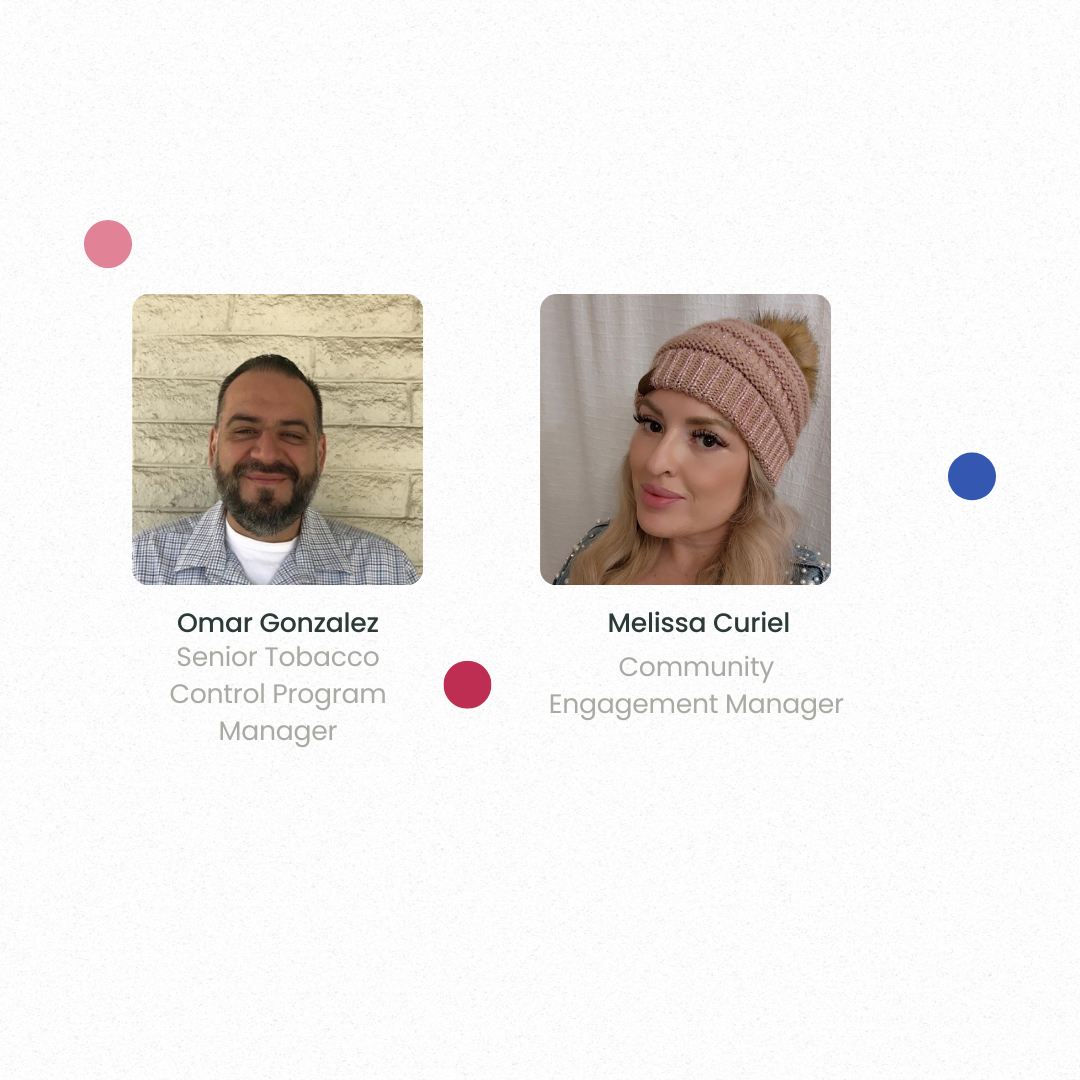 Omar Gonzalez
Senior Tobacco
Control Program
Manager
Melissa Curiel
Community
Engagement Manager